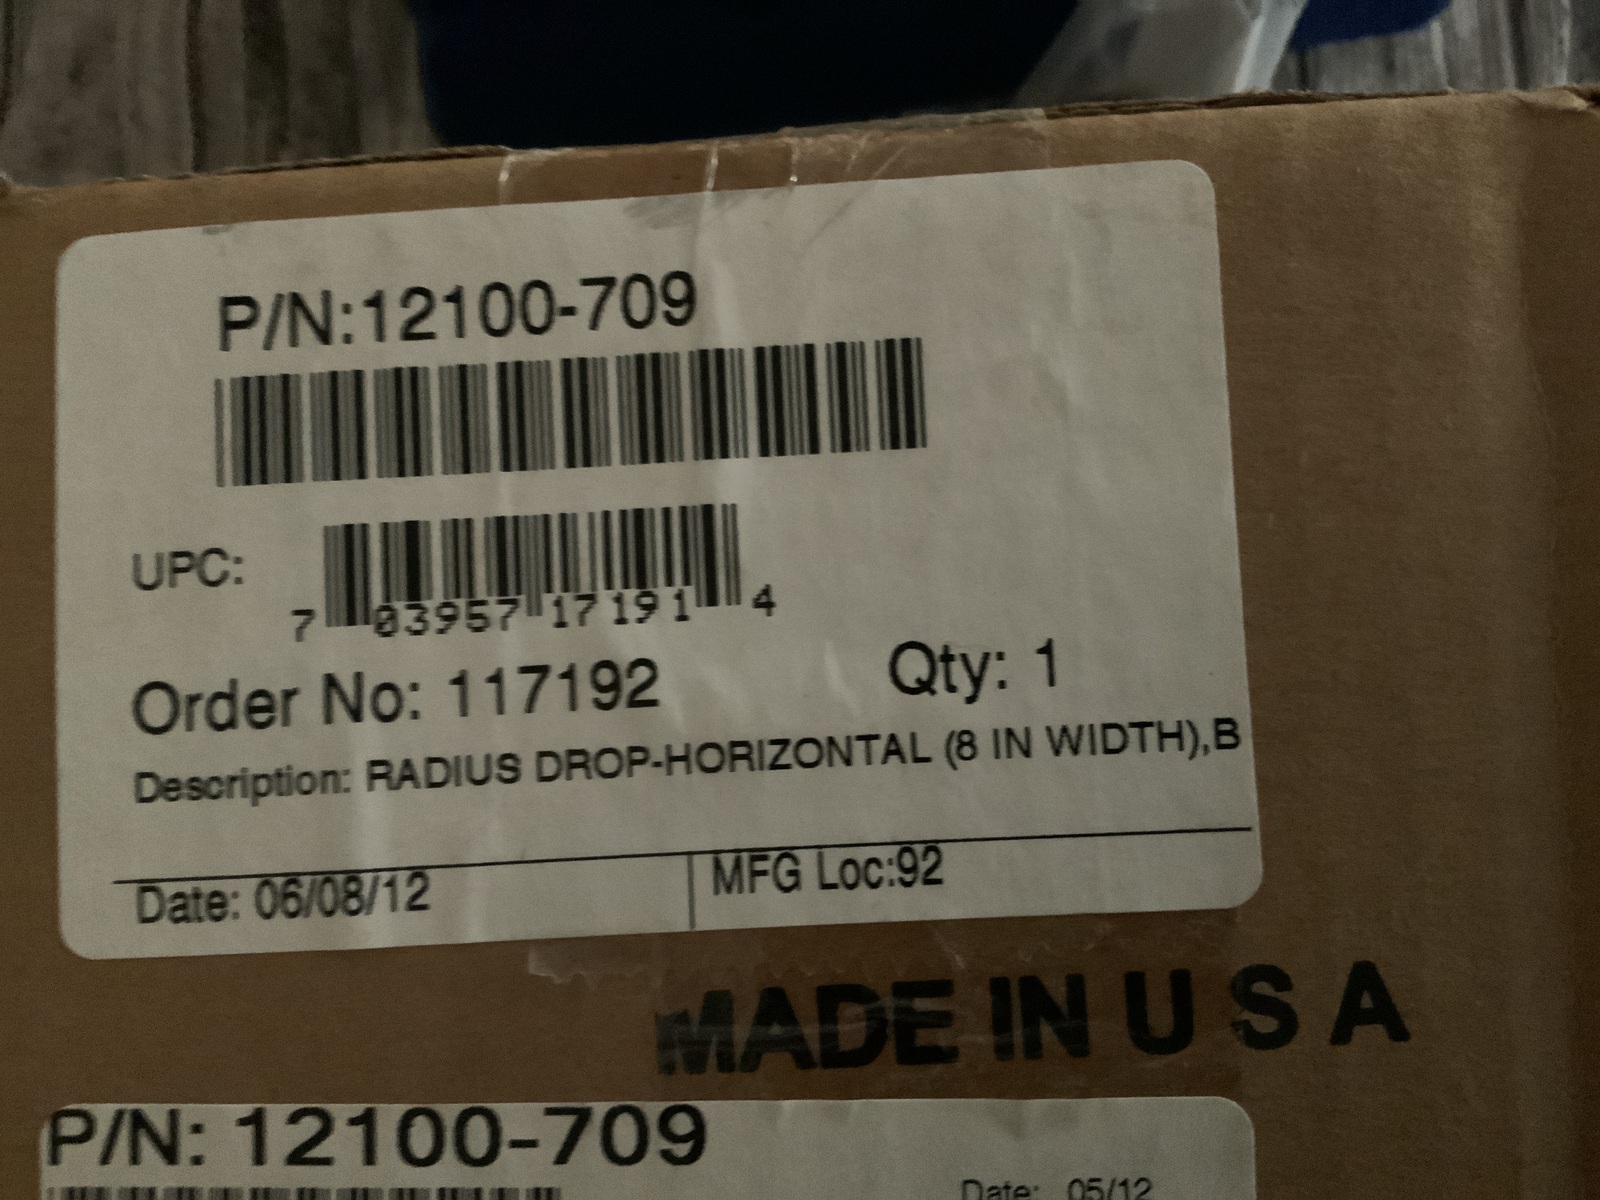 P/N:12100-709
UPC:
7 03957 17191 4
Order No: 117192 Qty: 1
Description: RADIUS DROP-HORIZONTAL (8 IN WIDTH),B
Date: 06/08/12 MFG Loc:92
MADE IN U S A
P/N: 12100-709
Date: 05/12